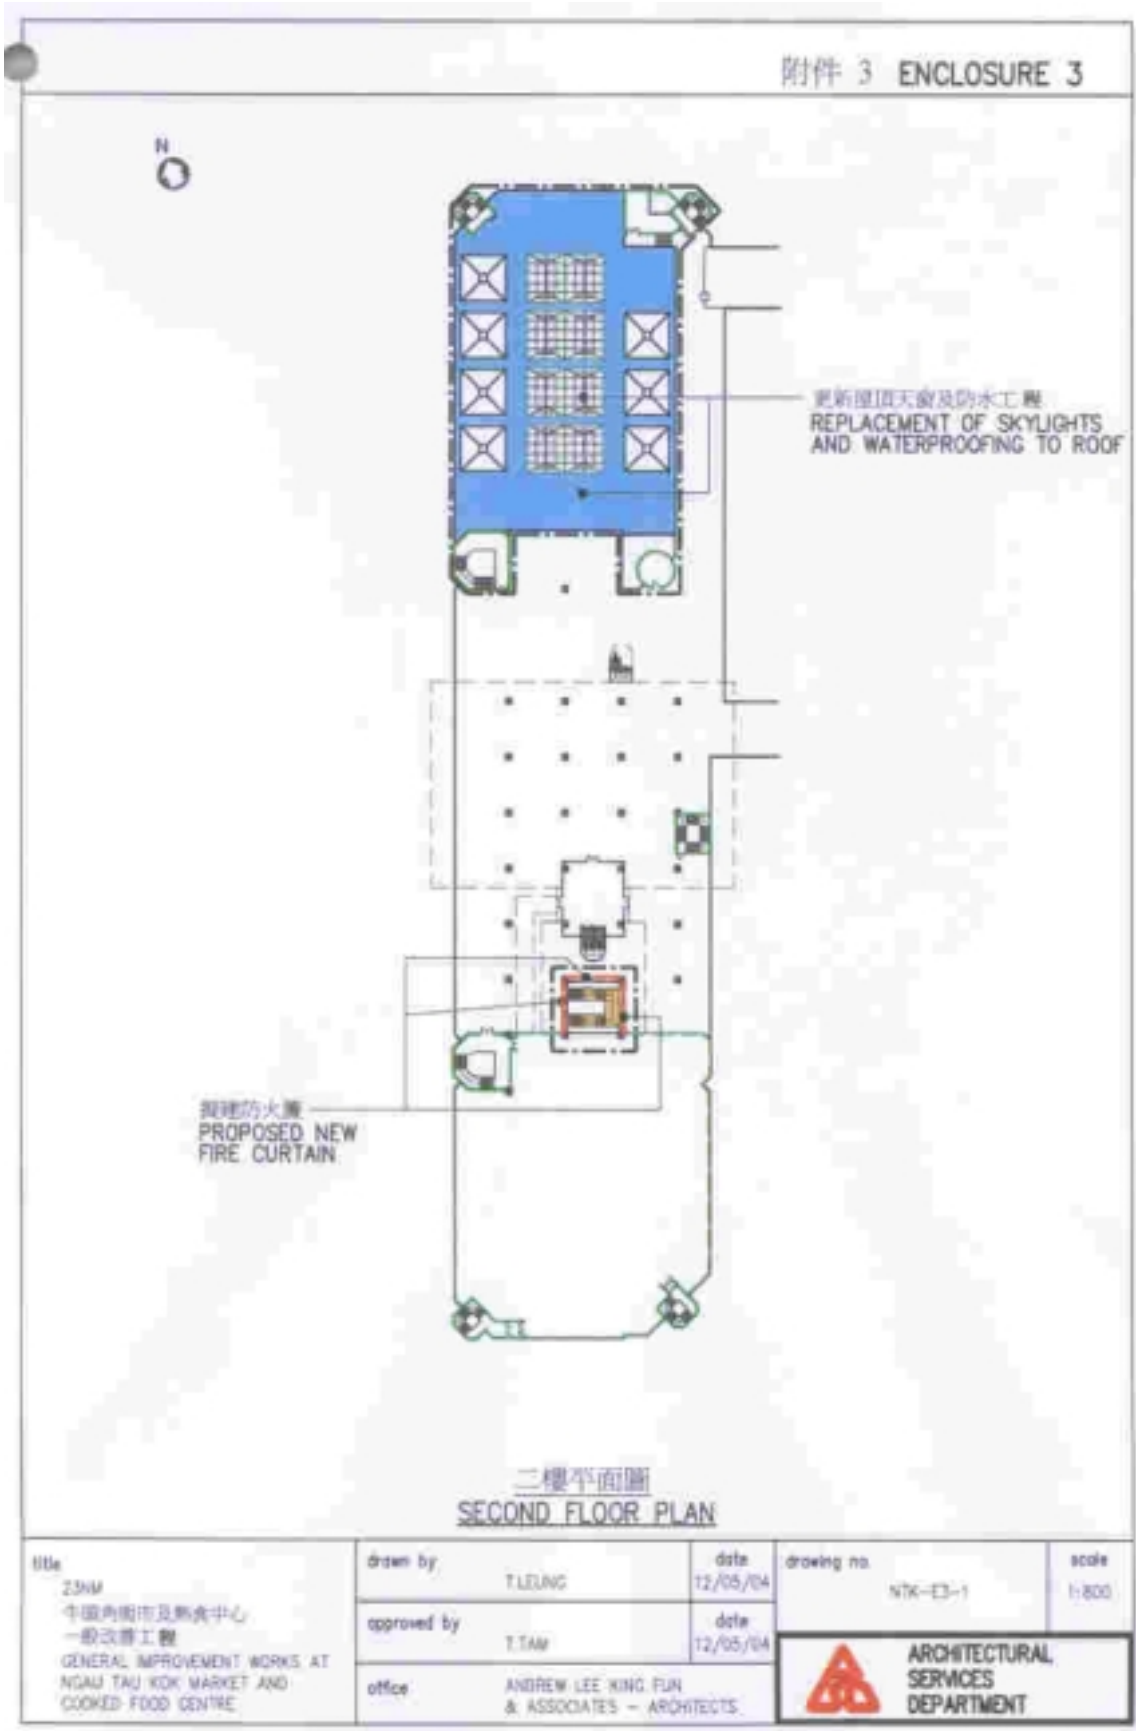 附件 3 ENCLOSURE 3
N
更新屋頂天窗及防水工程
REPLACEMENT OF SKYLIGHTS
AND WATERPROOFING TO ROOF
擬建防火簾
PROPOSED NEW
FIRE CURTAIN
二樓平面圖
SECOND FLOOR PLAN
title
23NM
牛頭角街市及熟食中心
一般改善工程
GENERAL IMPROVEMENT WORKS AT
NGAU TAU KOK MARKET AND
COOKED FOOD CENTRE
drawn by
T.LEUNG
date
12/05/04
approved by
T.TAM
date
12/05/04
office
ANDREW LEE KING FUN
& ASSOCIATES - ARCHITECTS
drawing no.
NTK-E3-1
scale
1:800
ARCHITECTURAL
SERVICES
DEPARTMENT